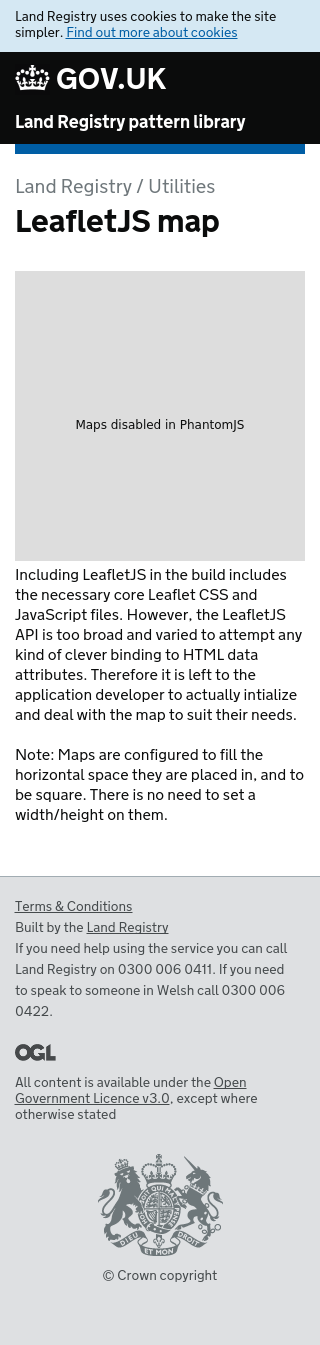 Land Registry uses cookies to make the site
simpler. Find out more about cookies
GOV.UK
Land Registry pattern library
Land Registry / Utilities
LeafletJS map
Maps disabled in PhantomJS
Including LeafletJS in the build includes
the necessary core Leaflet CSS and
JavaScript files. However, the LeafletJS
API is too broad and varied to attempt any
kind of clever binding to HTML data
attributes. Therefore it is left to the
application developer to actually intialize
and deal with the map to suit their needs.
Note: Maps are configured to fill the
horizontal space they are placed in, and to
be square. There is no need to set a
width/height on them.
Terms & Conditions
Built by the Land Registry
If you need help using the service you can call
Land Registry on 0300 006 0411. If you need
to speak to someone in Welsh call 0300 006
0422.
OGL
All content is available under the Open
Government Licence v3.0, except where
otherwise stated
DIEU ET MON DROIT
© Crown copyright